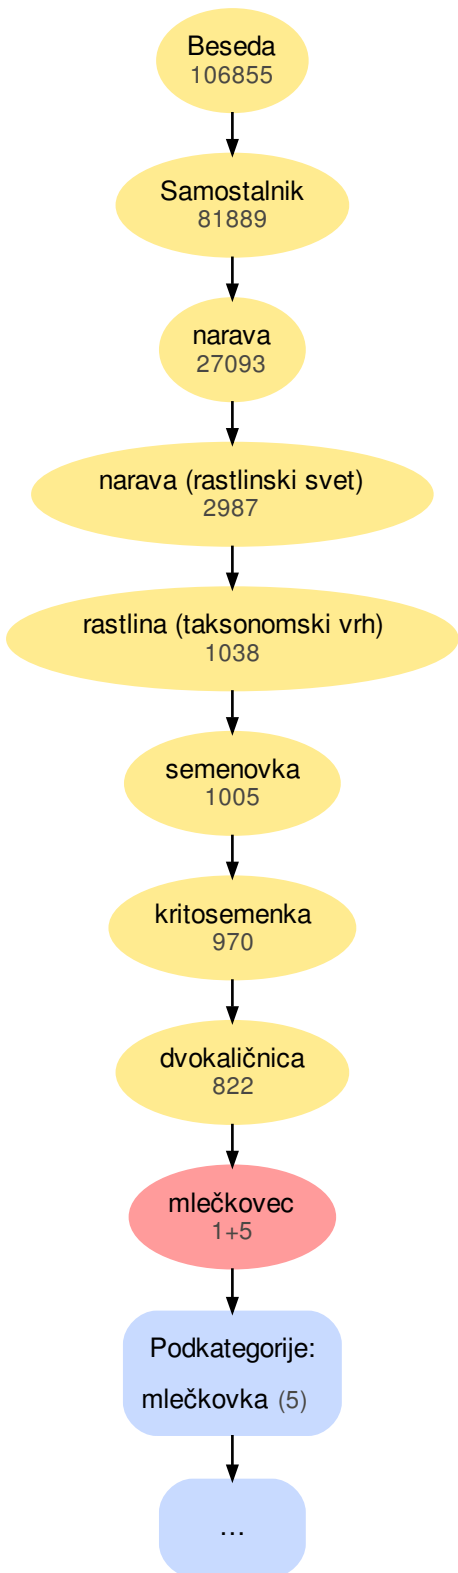 Beseda
106855
Samostalnik
81889
narava
27093
narava (rastlinski svet)
2987
rastlina (taksonomski vrh)
1038
semenovka
1005
kritosemenka
970
dvokaličnica
822
mlečkovec
1+5
Podkategorije:
mlečkovka (5)
...